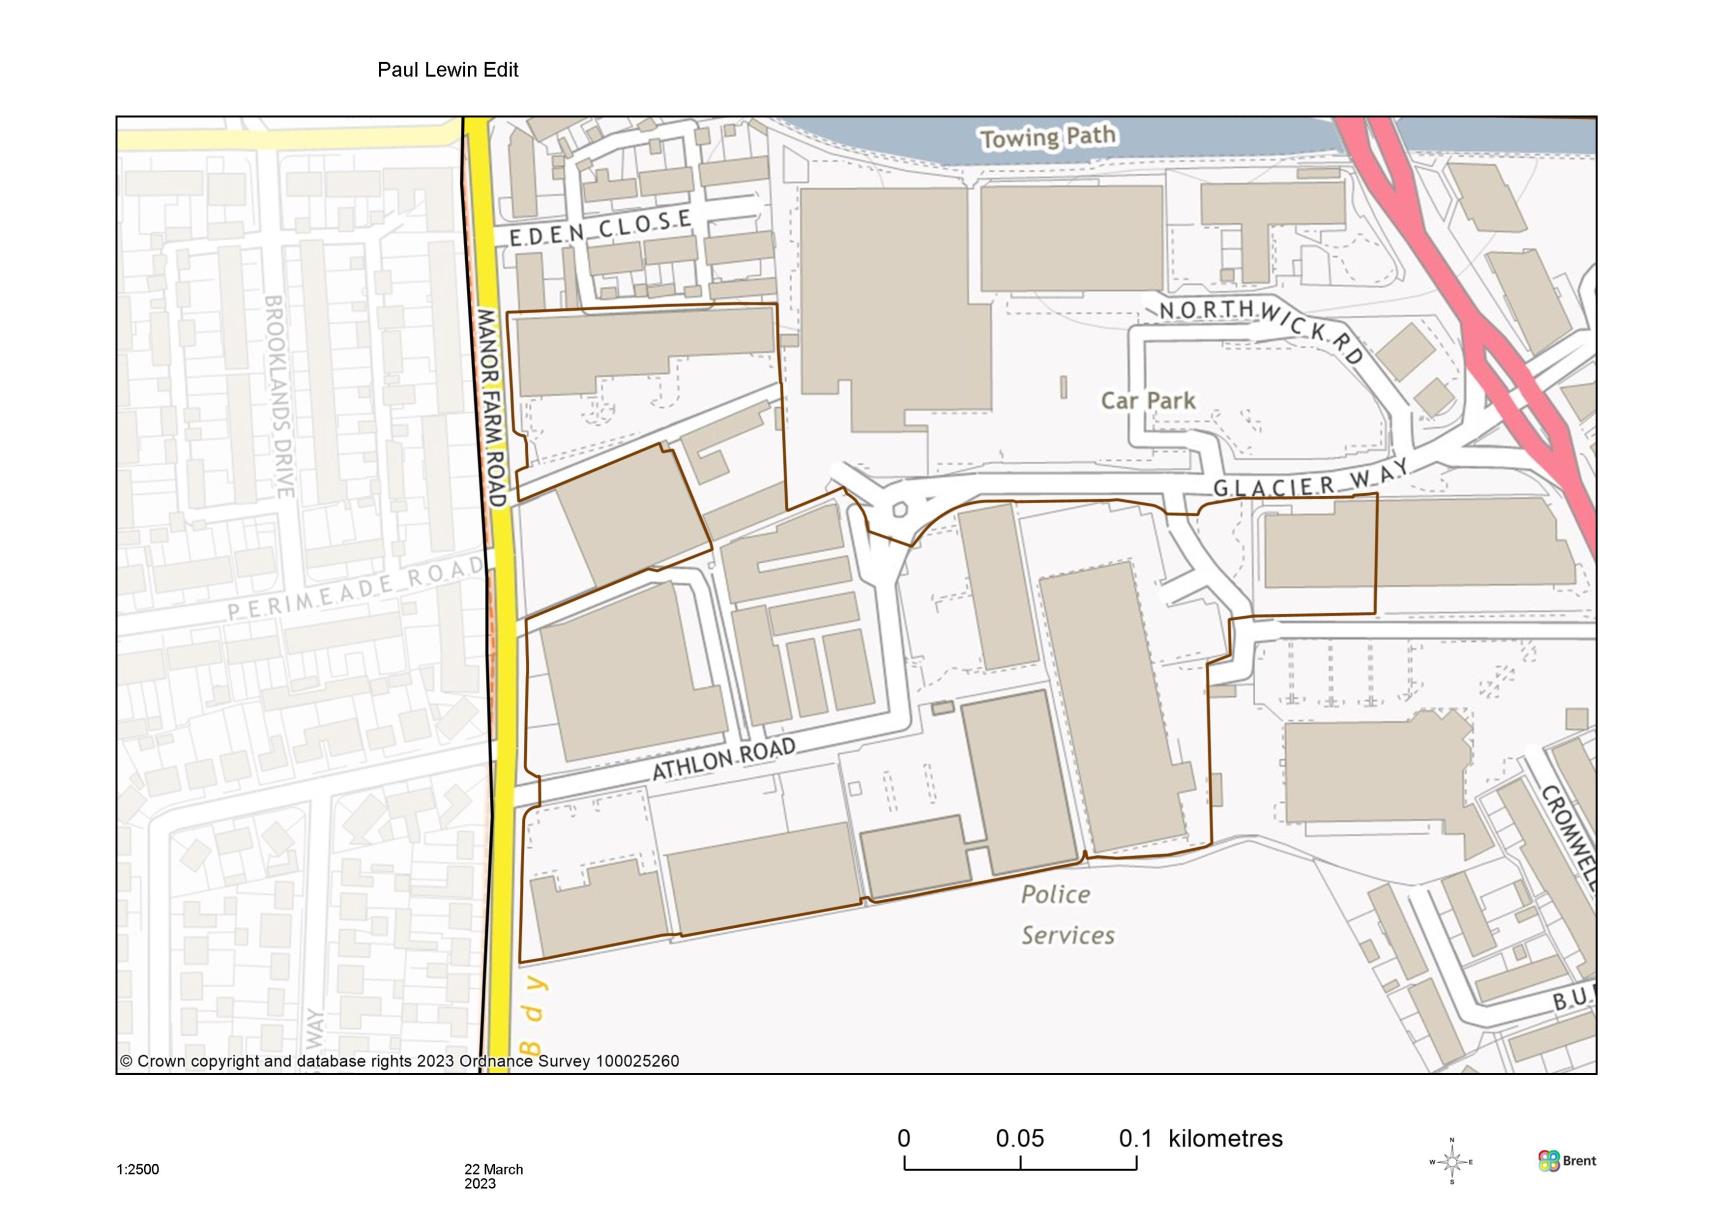 Paul Lewin Edit
Towing Path
EDEN CLOSE
NORTHWICK RD
BROOKLANDS DRIVE
MANOR FARM ROAD
Car Park
GLACIER WAY
PERIMEADE ROAD
ATHLON ROAD
CROMWELL
Police
Services
Bdy
BU
WAY
© Crown copyright and database rights 2023 Ordnance Survey 100025260
0 0.05 0.1 kilometres
1:2500
22 March
2023
N
W E
S
Brent